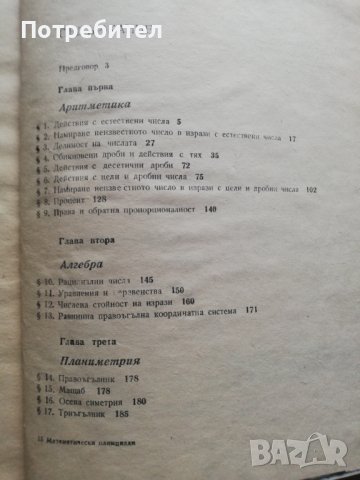 Потребител
Предговор 3
Глава първа
Аритметика
§ 1. Действия с естествени числа 5
§ 2. Намиране неизвестното число в изрази с естествени числа 17
§ 3. Делимост на числата 27
§ 4. Обикновени дроби и действия с тях 35
§ 5. Действия с десетични дроби 72
§ 6. Действия с цели и дробни числа 75
§ 7. Намиране неизвестното число в изрази с цели и дробни числа 102
§ 8. Процент 128
§ 9. Права и обратна пропорционалност 140
Глава втора
Алгебра
§ 10. Рационални числа 145
§ 11. Уравнения и неравенства 150
§ 12. Числена стойност на изрази 160
§ 13. Равнинна правоъгълна координатна система 171
Глава трета
Планиметрия
§ 14. Правоъгълник 178
§ 15. Мащаб 178
§ 16. Осева симетрия 180
§ 17. Триъгълник 185
Математически
BAZAR
bg